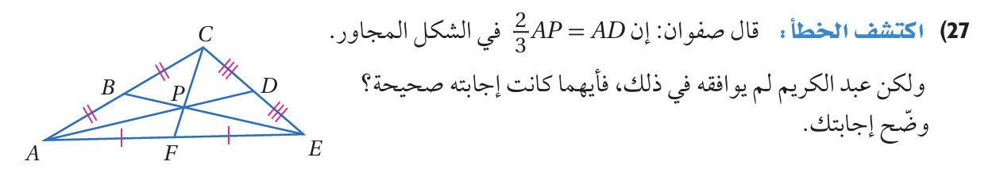 27) اكتشف الخطأ: قال صفوان: إن $\frac{2}{3}AP = AD$ في الشكل المجاور.
ولكن عبد الكريم لم يوافقه في ذلك، فأيهما كانت إجابته صحيحة؟
وضّح إجابتك.
C
B
P
D
A
F
E